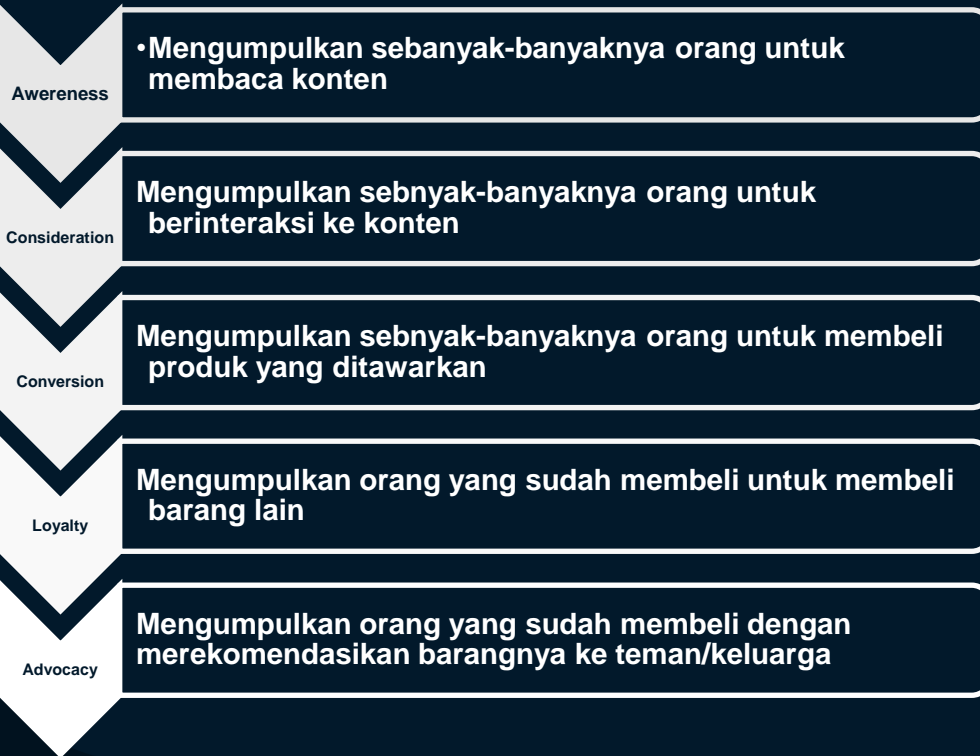 Awereness
•Mengumpulkan sebanyak-banyaknya orang untuk
membaca konten
Consideration
Mengumpulkan sebnyak-banyaknya orang untuk
berinteraksi ke konten
Conversion
Mengumpulkan sebnyak-banyaknya orang untuk membeli
produk yang ditawarkan
Loyalty
Mengumpulkan orang yang sudah membeli untuk membeli
barang lain
Advocacy
Mengumpulkan orang yang sudah membeli dengan
merekomendasikan barangnya ke teman/keluarga